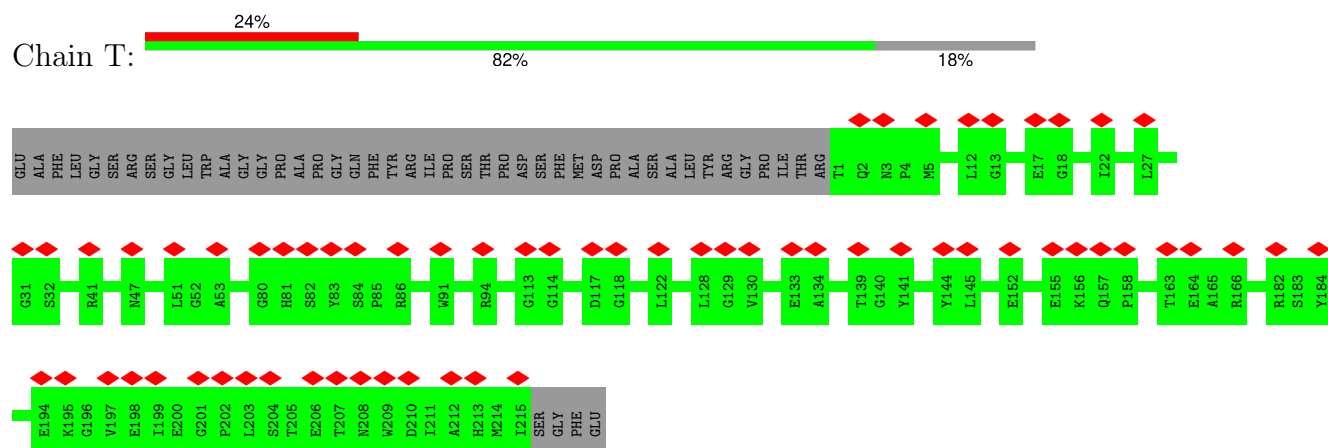 24%
Chain T:
82% 18%
GLU ALA PHE LEU GLY SER ARG SER GLY LEU TRP ALA GLY GLY PRO ALA PRO GLY GLN PHE TYR ARG ILE PRO SER THR PRO ASP SER PHE MET ASP PRO ALA SER ALA LEU TYR ARG GLY PRO ILE THR ARG T1 Q2 N3 P4 M5 L12 G13 E17 G18 I22 L27
G31 S32 R41 N47 L51 G52 A53 G80 H81 S82 Y83 S84 P85 R86 W91 R94 G113 G114 D117 G118 L122 L128 G129 V130 E133 A134 T139 G140 Y141 Y144 L145 E152 E155 K156 Q157 P158 T163 E164 A165 R166 R182 S183 Y184
E194 K195 G196 V197 E198 I199 E200 G201 P202 L203 S204 T205 E206 T207 N208 W209 D210 I211 A212 H213 M214 I215 SER GLY PHE GLU